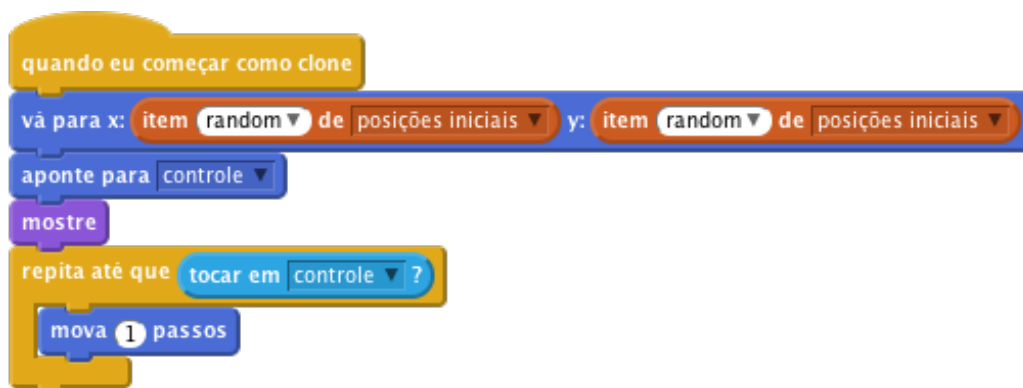 quando eu começar como clone
vá para x: item random de posições iniciais y: item random de posições iniciais
aponte para controle
mostre
repita até que tocar em controle ?
mova 1 passos